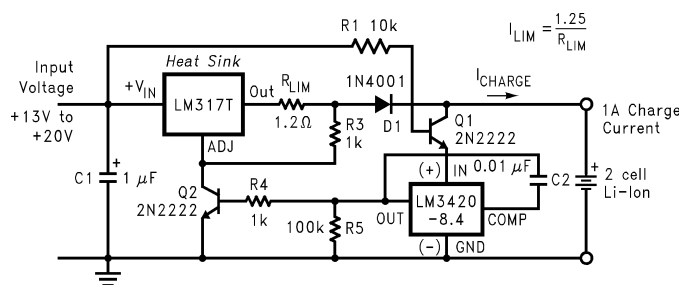 R1 10k
I_LIM = 1.25 / R_LIM
Input
Voltage
+13V to
+20V
Heat Sink
+V_IN
LM317T
Out
R_LIM
1.2Ω
1N4001
D1
I_CHARGE
ADJ
R3
1k
Q1
2N2222
1A Charge
Current
C1
+
1 μF
Q2
2N2222
R4
1k
100k
R5
(+)
IN
0.01 μF
C2
OUT
LM3420
-8.4
COMP
(-)
GND
+
2 cell
Li-Ion